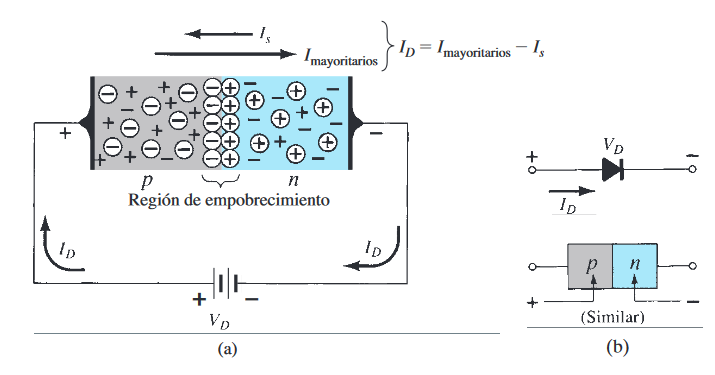 I_s
I_mayoritarios
I_D = I_mayoritarios − I_s
+ −
p n
Región de empobrecimiento
I_D I_D
+ −
V_D
(a)
V_D
+ −
I_D
p n
+ −
(Similar)
(b)